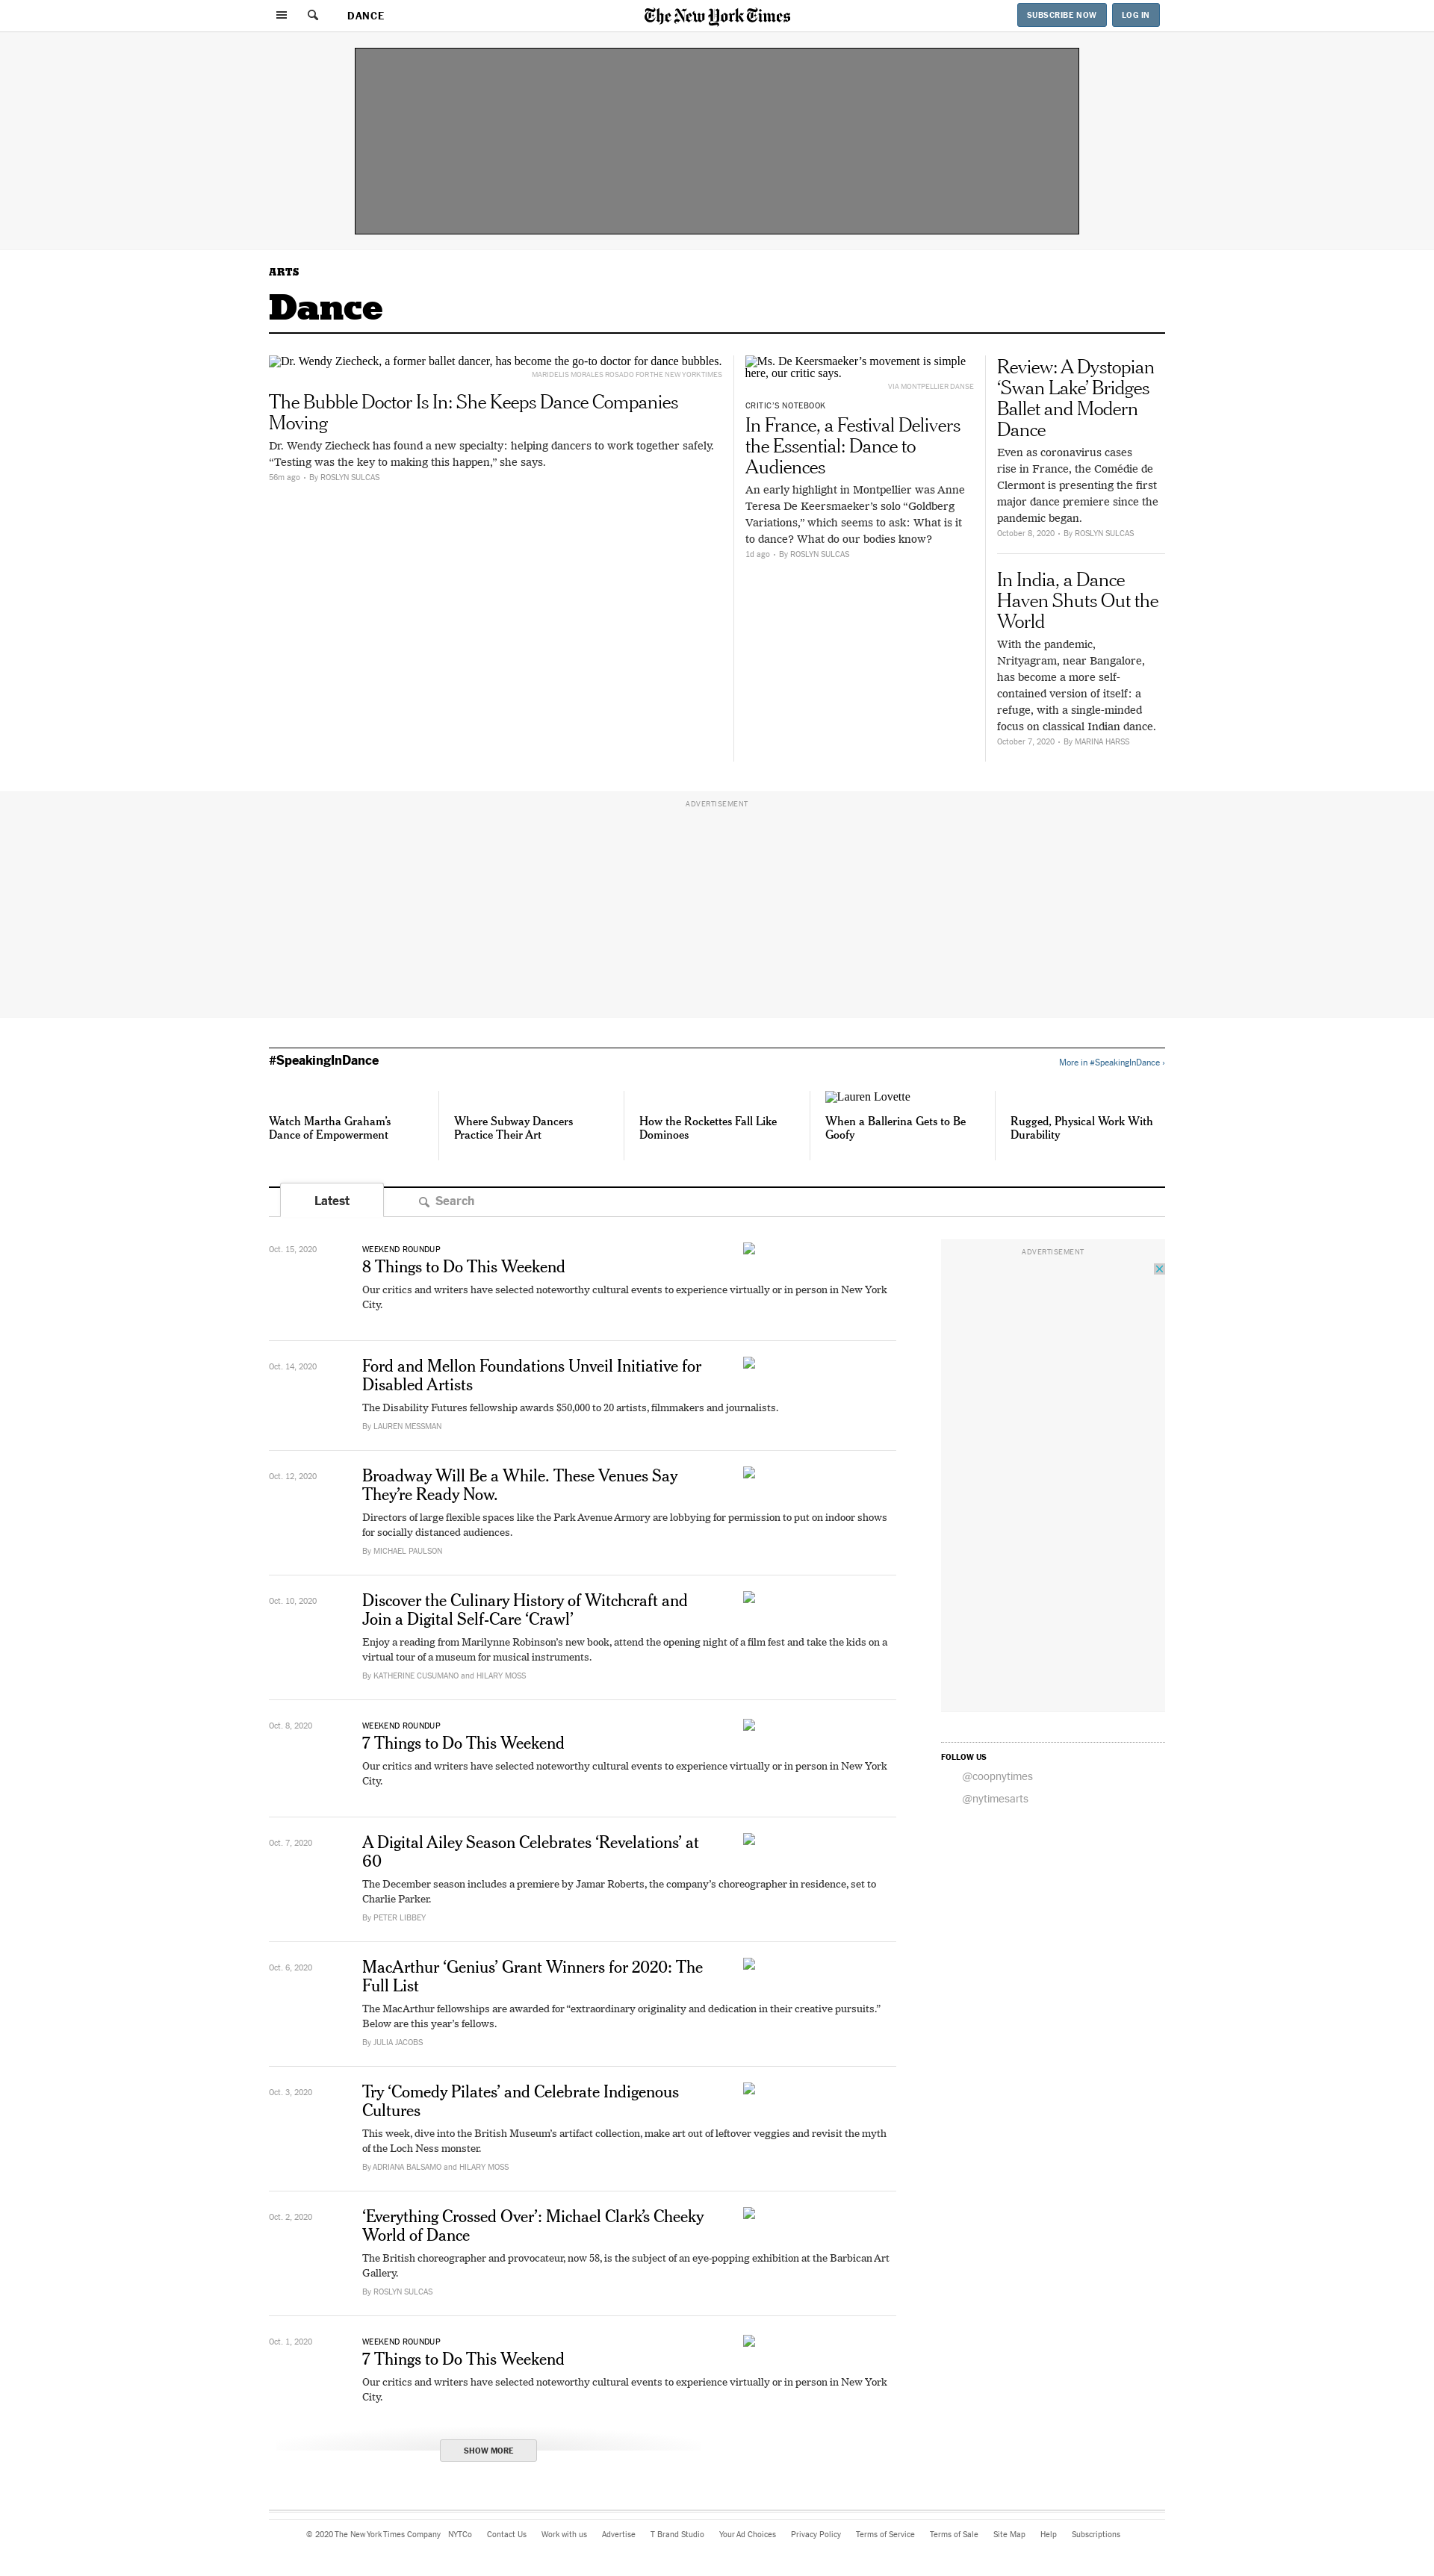 DANCE
The New York Times
SUBSCRIBE NOW
LOG IN
ARTS
Dance
Dr. Wendy Ziecheck, a former ballet dancer, has become the go-to doctor for dance bubbles.
MARIDELIS MORALES ROSADO FOR THE NEW YORK TIMES
The Bubble Doctor Is In: She Keeps Dance Companies
Moving
Dr. Wendy Ziecheck has found a new specialty: helping dancers to work together safely.
“Testing was the key to making this happen,” she says.
56m ago • By ROSLYN SULCAS
Ms. De Keersmaeker’s movement is simple
here, our critic says.
VIA MONTPELLIER DANSE
CRITIC’S NOTEBOOK
In France, a Festival Delivers
the Essential: Dance to
Audiences
An early highlight in Montpellier was Anne
Teresa De Keersmaeker’s solo “Goldberg
Variations,” which seems to ask: What is it
to dance? What do our bodies know?
1d ago • By ROSLYN SULCAS
Review: A Dystopian
‘Swan Lake’ Bridges
Ballet and Modern
Dance
Even as coronavirus cases
rise in France, the Comédie de
Clermont is presenting the first
major dance premiere since the
pandemic began.
October 8, 2020 • By ROSLYN SULCAS
In India, a Dance
Haven Shuts Out the
World
With the pandemic,
Nrityagram, near Bangalore,
has become a more self-
contained version of itself: a
refuge, with a single-minded
focus on classical Indian dance.
October 7, 2020 • By MARINA HARSS
ADVERTISEMENT
#SpeakingInDance
More in #SpeakingInDance ›
Watch Martha Graham’s
Dance of Empowerment
Where Subway Dancers
Practice Their Art
How the Rockettes Fall Like
Dominoes
Lauren Lovette
When a Ballerina Gets to Be
Goofy
Rugged, Physical Work With
Durability
Latest
Search
Oct. 15, 2020
WEEKEND ROUNDUP
8 Things to Do This Weekend
Our critics and writers have selected noteworthy cultural events to experience virtually or in person in New York
City.
Oct. 14, 2020
Ford and Mellon Foundations Unveil Initiative for
Disabled Artists
The Disability Futures fellowship awards $50,000 to 20 artists, filmmakers and journalists.
By LAUREN MESSMAN
Oct. 12, 2020
Broadway Will Be a While. These Venues Say
They’re Ready Now.
Directors of large flexible spaces like the Park Avenue Armory are lobbying for permission to put on indoor shows
for socially distanced audiences.
By MICHAEL PAULSON
Oct. 10, 2020
Discover the Culinary History of Witchcraft and
Join a Digital Self-Care ‘Crawl’
Enjoy a reading from Marilynne Robinson’s new book, attend the opening night of a film fest and take the kids on a
virtual tour of a museum for musical instruments.
By KATHERINE CUSUMANO and HILARY MOSS
Oct. 8, 2020
WEEKEND ROUNDUP
7 Things to Do This Weekend
Our critics and writers have selected noteworthy cultural events to experience virtually or in person in New York
City.
Oct. 7, 2020
A Digital Ailey Season Celebrates ‘Revelations’ at
60
The December season includes a premiere by Jamar Roberts, the company’s choreographer in residence, set to
Charlie Parker.
By PETER LIBBEY
Oct. 6, 2020
MacArthur ‘Genius’ Grant Winners for 2020: The
Full List
The MacArthur fellowships are awarded for “extraordinary originality and dedication in their creative pursuits.”
Below are this year’s fellows.
By JULIA JACOBS
Oct. 3, 2020
Try ‘Comedy Pilates’ and Celebrate Indigenous
Cultures
This week, dive into the British Museum’s artifact collection, make art out of leftover veggies and revisit the myth
of the Loch Ness monster.
By ADRIANA BALSAMO and HILARY MOSS
Oct. 2, 2020
‘Everything Crossed Over’: Michael Clark’s Cheeky
World of Dance
The British choreographer and provocateur, now 58, is the subject of an eye-popping exhibition at the Barbican Art
Gallery.
By ROSLYN SULCAS
Oct. 1, 2020
WEEKEND ROUNDUP
7 Things to Do This Weekend
Our critics and writers have selected noteworthy cultural events to experience virtually or in person in New York
City.
SHOW MORE
ADVERTISEMENT
FOLLOW US
@coopnytimes
@nytimesarts
© 2020 The New York Times Company NYTCo Contact Us Work with us Advertise T Brand Studio Your Ad Choices Privacy Policy Terms of Service Terms of Sale Site Map Help Subscriptions